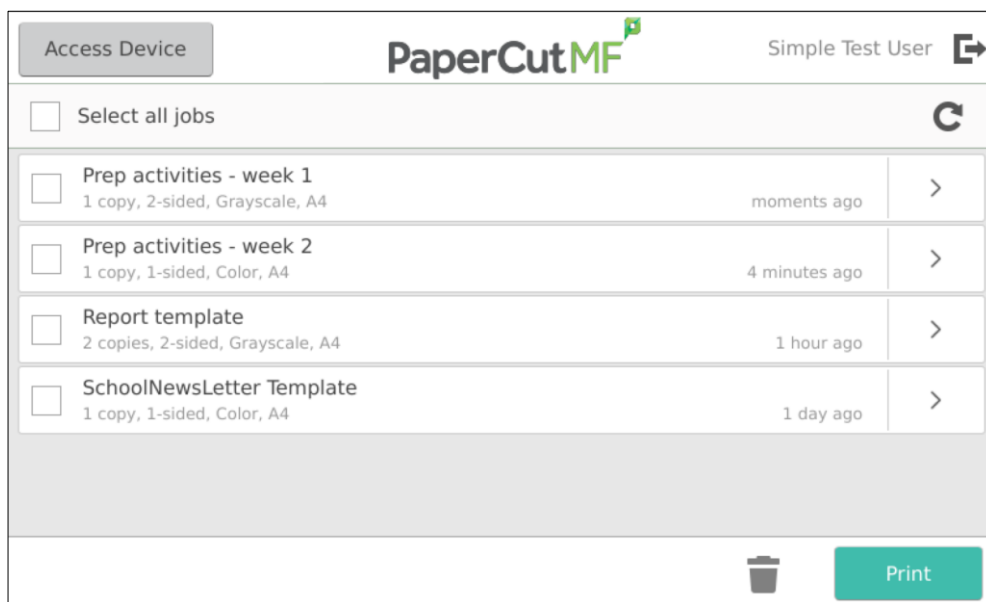 Access Device
PaperCutMF
Simple Test User
Select all jobs
Prep activities - week 1
1 copy, 2-sided, Grayscale, A4
moments ago
Prep activities - week 2
1 copy, 1-sided, Color, A4
4 minutes ago
Report template
2 copies, 2-sided, Grayscale, A4
1 hour ago
SchoolNewsLetter Template
1 copy, 1-sided, Color, A4
1 day ago
Print